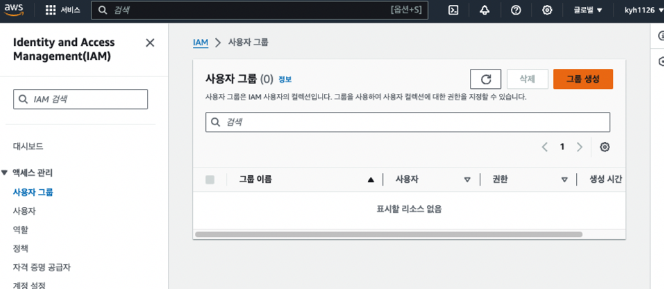 aws 서비스 검색 [옵션+S] 글로벌 kyh1126
Identity and Access Management(IAM)
IAM 검색
대시보드
액세스 관리
사용자 그룹
사용자
역할
정책
자격 증명 공급자
계정 설정
IAM > 사용자 그룹
사용자 그룹 (0) 정보
삭제
그룹 생성
사용자 그룹은 IAM 사용자의 컬렉션입니다. 그룹을 사용하여 사용자 컬렉션에 대한 권한을 지정할 수 있습니다.
검색
1
그룹 이름 사용자 권한 생성 시간
표시할 리소스 없음